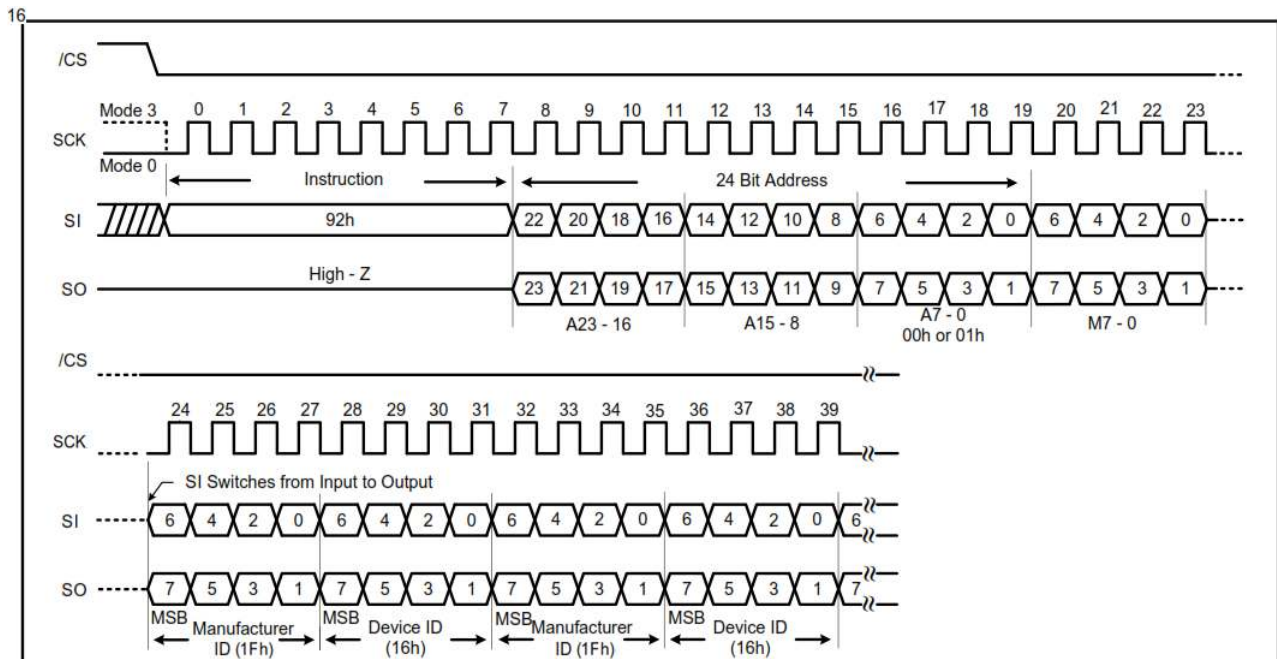 16
/CS
Mode 3 0 1 2 3 4 5 6 7 8 9 10 11 12 13 14 15 16 17 18 19 20 21 22 23
SCK
Mode 0
Instruction 24 Bit Address
SI 92h 22 20 18 16 14 12 10 8 6 4 2 0 6 4 2 0
High - Z
SO 23 21 19 17 15 13 11 9 7 5 3 1 7 5 3 1
A23 - 16 A15 - 8 A7 - 0 M7 - 0
00h or 01h
/CS
24 25 26 27 28 29 30 31 32 33 34 35 36 37 38 39
SCK
SI Switches from Input to Output
SI 6 4 2 0 6 4 2 0 6 4 2 0 6 4 2 0 6
SO 7 5 3 1 7 5 3 1 7 5 3 1 7 5 3 1 7
MSB MSB MSB MSB
Manufacturer Device ID Manufacturer Device ID
ID (1Fh) (16h) ID (1Fh) (16h)